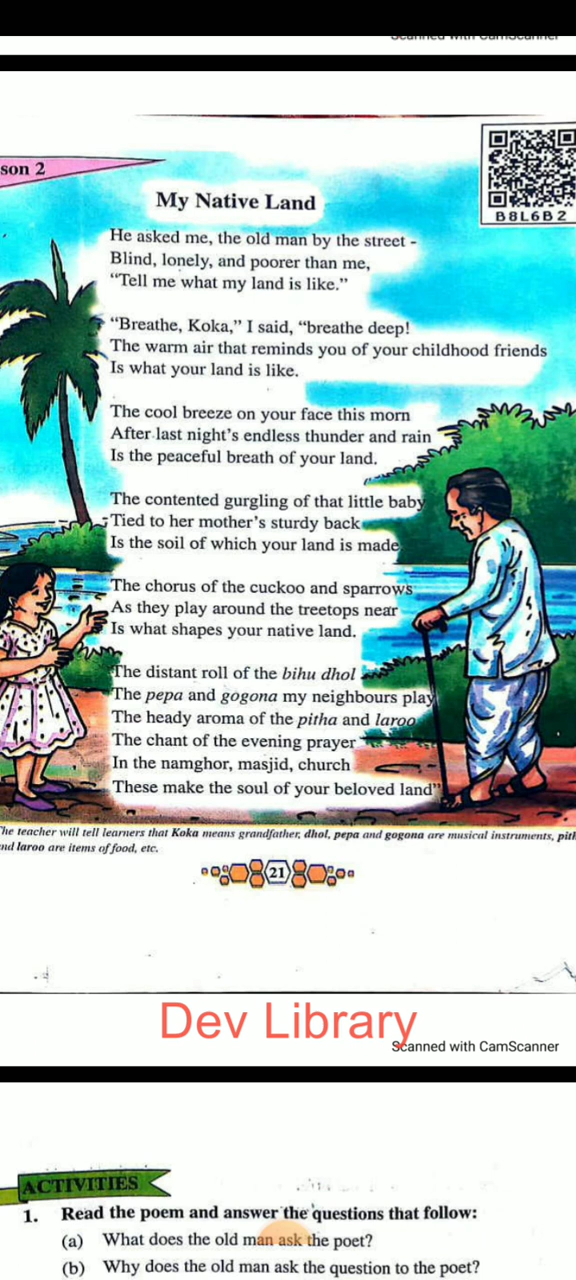 Scanned with CamScanner
son 2
B8L6B2
My Native Land
He asked me, the old man by the street -
Blind, lonely, and poorer than me,
“Tell me what my land is like.”
“Breathe, Koka,” I said, “breathe deep!
The warm air that reminds you of your childhood friends
Is what your land is like.
The cool breeze on your face this morn
After last night’s endless thunder and rain
Is the peaceful breath of your land.
The contented gurgling of that little baby
Tied to her mother’s sturdy back
Is the soil of which your land is made
The chorus of the cuckoo and sparrows
As they play around the treetops near
Is what shapes your native land.
The distant roll of the bihu dhol
The pepa and gogona my neighbours play
The heady aroma of the pitha and laroo
The chant of the evening prayer
In the namghor, masjid, church
These make the soul of your beloved land”
The teacher will tell learners that Koka means grandfather, dhol, pepa and gogona are musical instruments, pith
and laroo are items of food, etc.
21
Dev Library
Scanned with CamScanner
ACTIVITIES
1. Read the poem and answer the questions that follow:
(a) What does the old man ask the poet?
(b) Why does the old man ask the question to the poet?